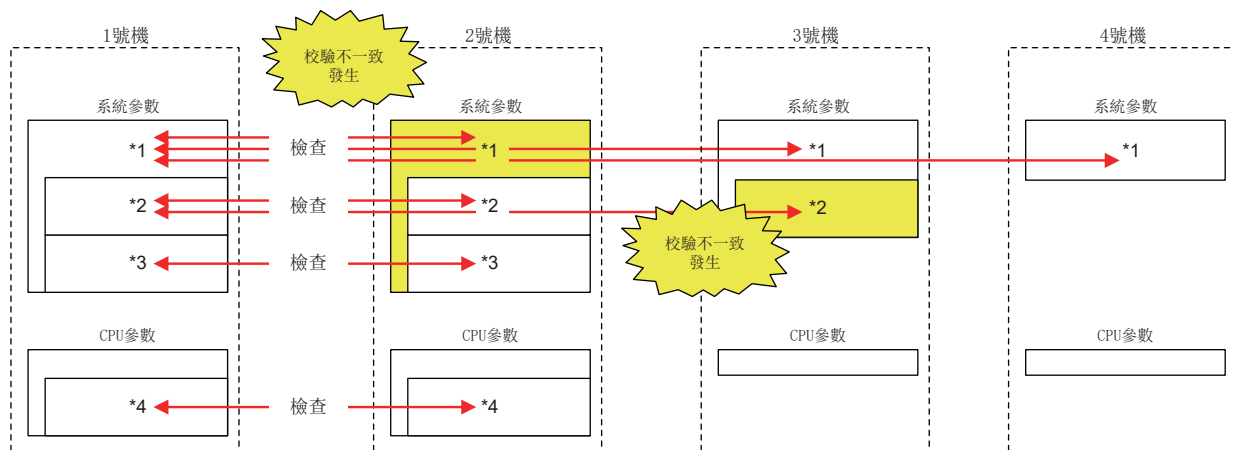 1號機
2號機
3號機
4號機
校驗不一致
發生
系統參數
系統參數
系統參數
系統參數
*1
檢查
*1
*1
*1
*2
檢查
*2
*2
*3
檢查
*3
校驗不一致
發生
CPU參數
CPU參數
CPU參數
CPU參數
*4
檢查
*4